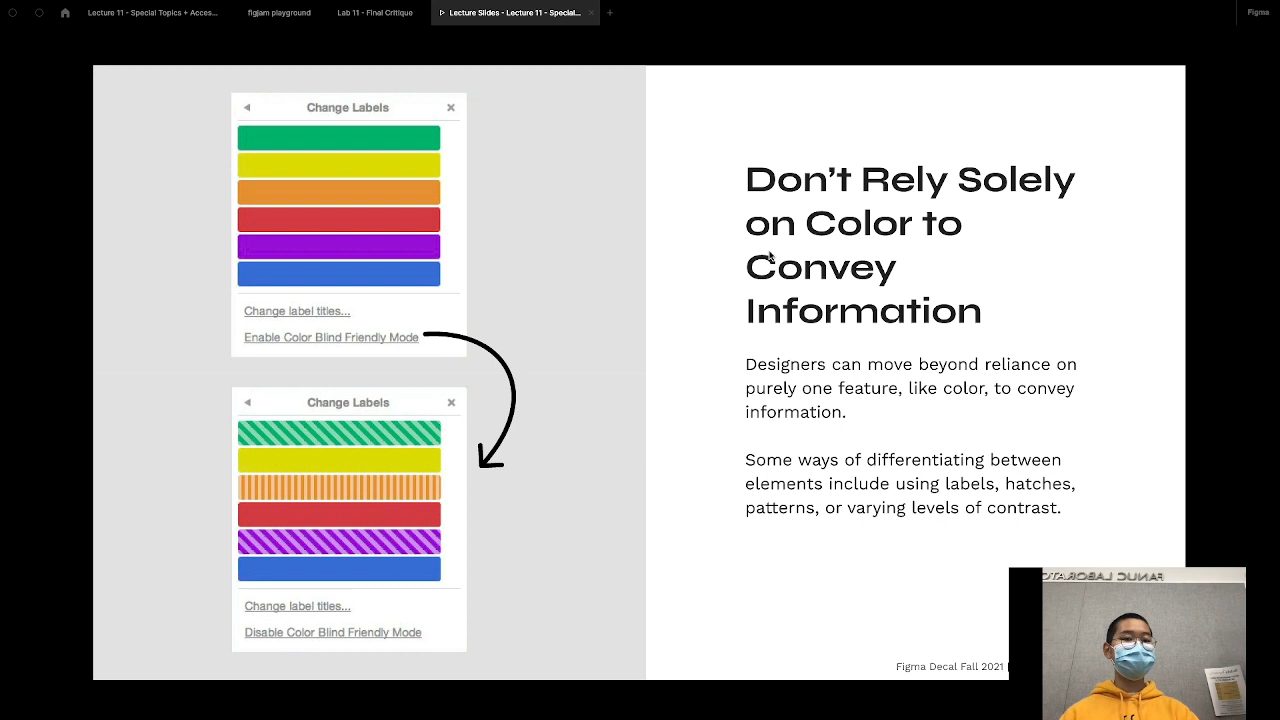 Lecture 11 - Special Topics + Acces...
figjam playground
Lab 11 - Final Critique
Lecture Slides - Lecture 11 - Special...
Figma
Change Labels
Change label titles...
Enable Color Blind Friendly Mode
Change Labels
Change label titles...
Disable Color Blind Friendly Mode
Don't Rely Solely
on Color to
Convey
Information
Designers can move beyond reliance on
purely one feature, like color, to convey
information.
Some ways of differentiating between
elements include using labels, hatches,
patterns, or varying levels of contrast.
Figma Decal Fall 2021
FANUC LABORATO